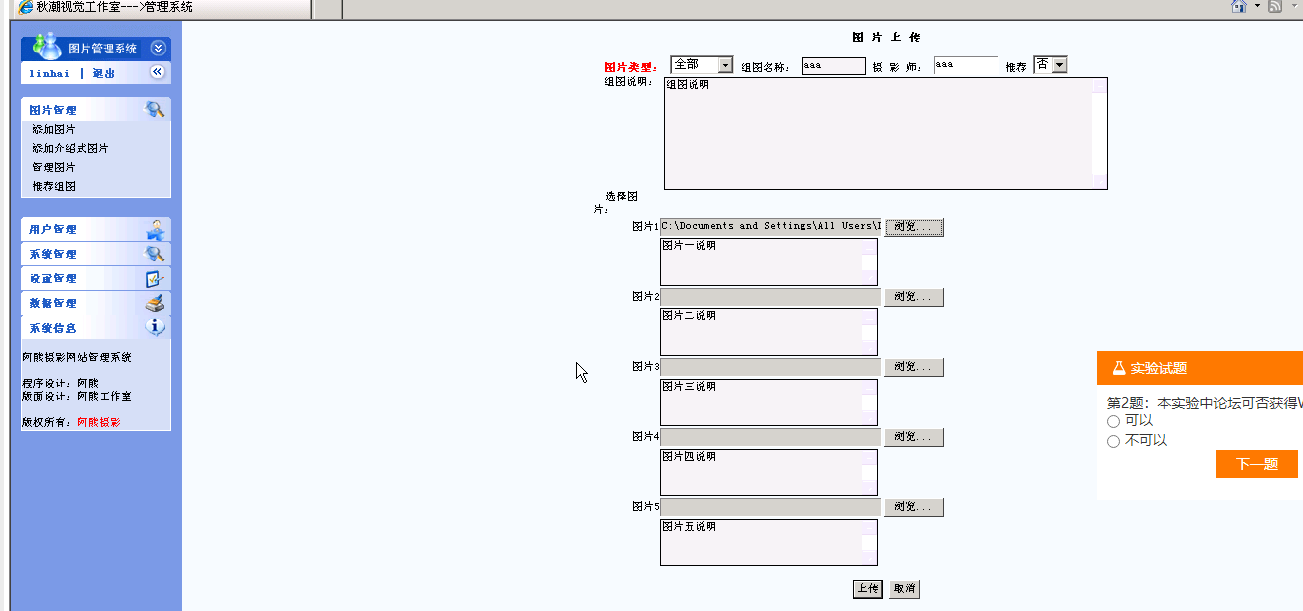 秋潮视觉工作室--->管理系统
图片管理系统
linhai | 退出
图片管理
添加图片
添加介绍式图片
管理图片
推荐组图
用户管理
系统管理
设置管理
数据管理
系统信息
阿酸摄影网站管理系统
程序设计：阿酸
版面设计：阿酸工作室
版权所有：阿酸摄影
图 片 上 传
图片类型： 全部 组图名称： aaa 摄 影 师： aaa 推荐 否
组图说明： 组图说明
选择图
片：
图片1 C:\Documents and Settings\All Users\ 浏览...
图片一说明
图片2 浏览...
图片二说明
图片3 浏览...
图片三说明
图片4 浏览...
图片四说明
图片5 浏览...
图片五说明
上传 取消
实验试题
第2题：本实验中论坛可否获得
可以
不可以
下一题